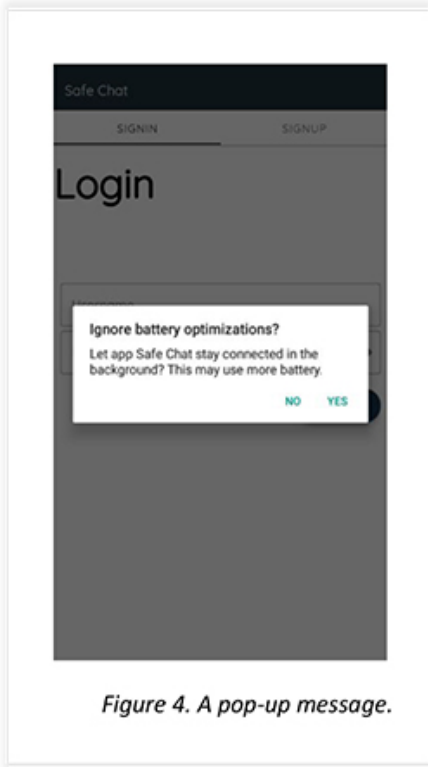 Safe Chat
SIGNIN SIGNUP
Login
Username
Ignore battery optimizations?
Let app Safe Chat stay connected in the
background? This may use more battery.
NO YES
Figure 4. A pop-up message.